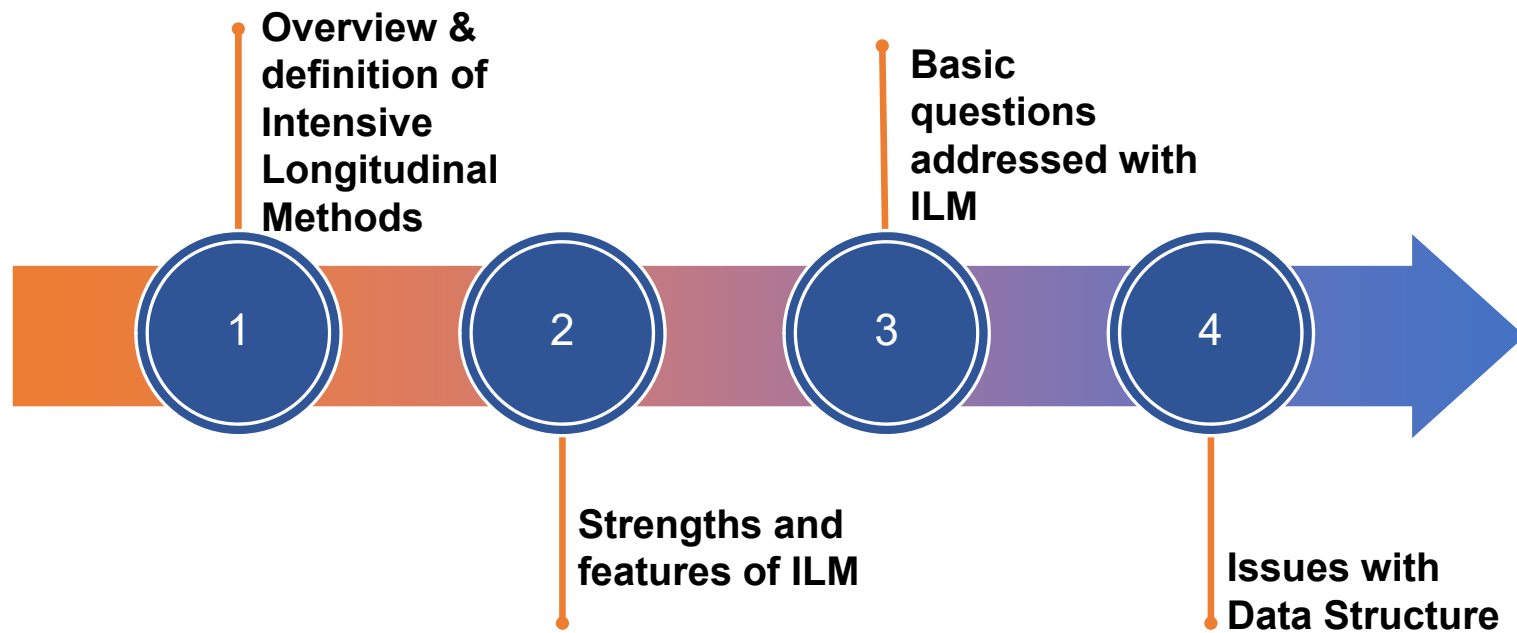 Overview &
definition of
Intensive
Longitudinal
Methods
1
2
Strengths and
features of ILM
Basic
questions
addressed with
ILM
3
4
Issues with
Data Structure